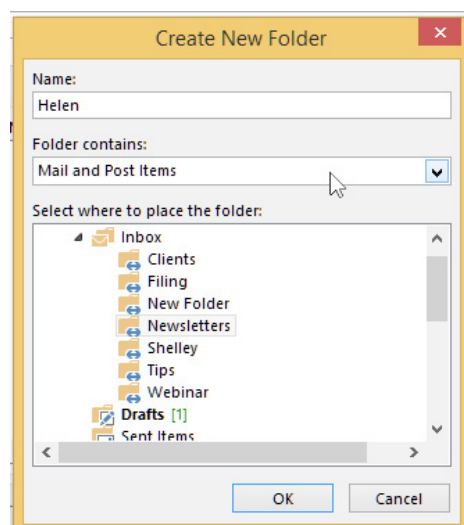 Create New Folder
Name:
Helen
Folder contains:
Mail and Post Items
Select where to place the folder:
Inbox
Clients
Filing
New Folder
Newsletters
Shelley
Tips
Webinar
Drafts [1]
Sent Items
OK Cancel